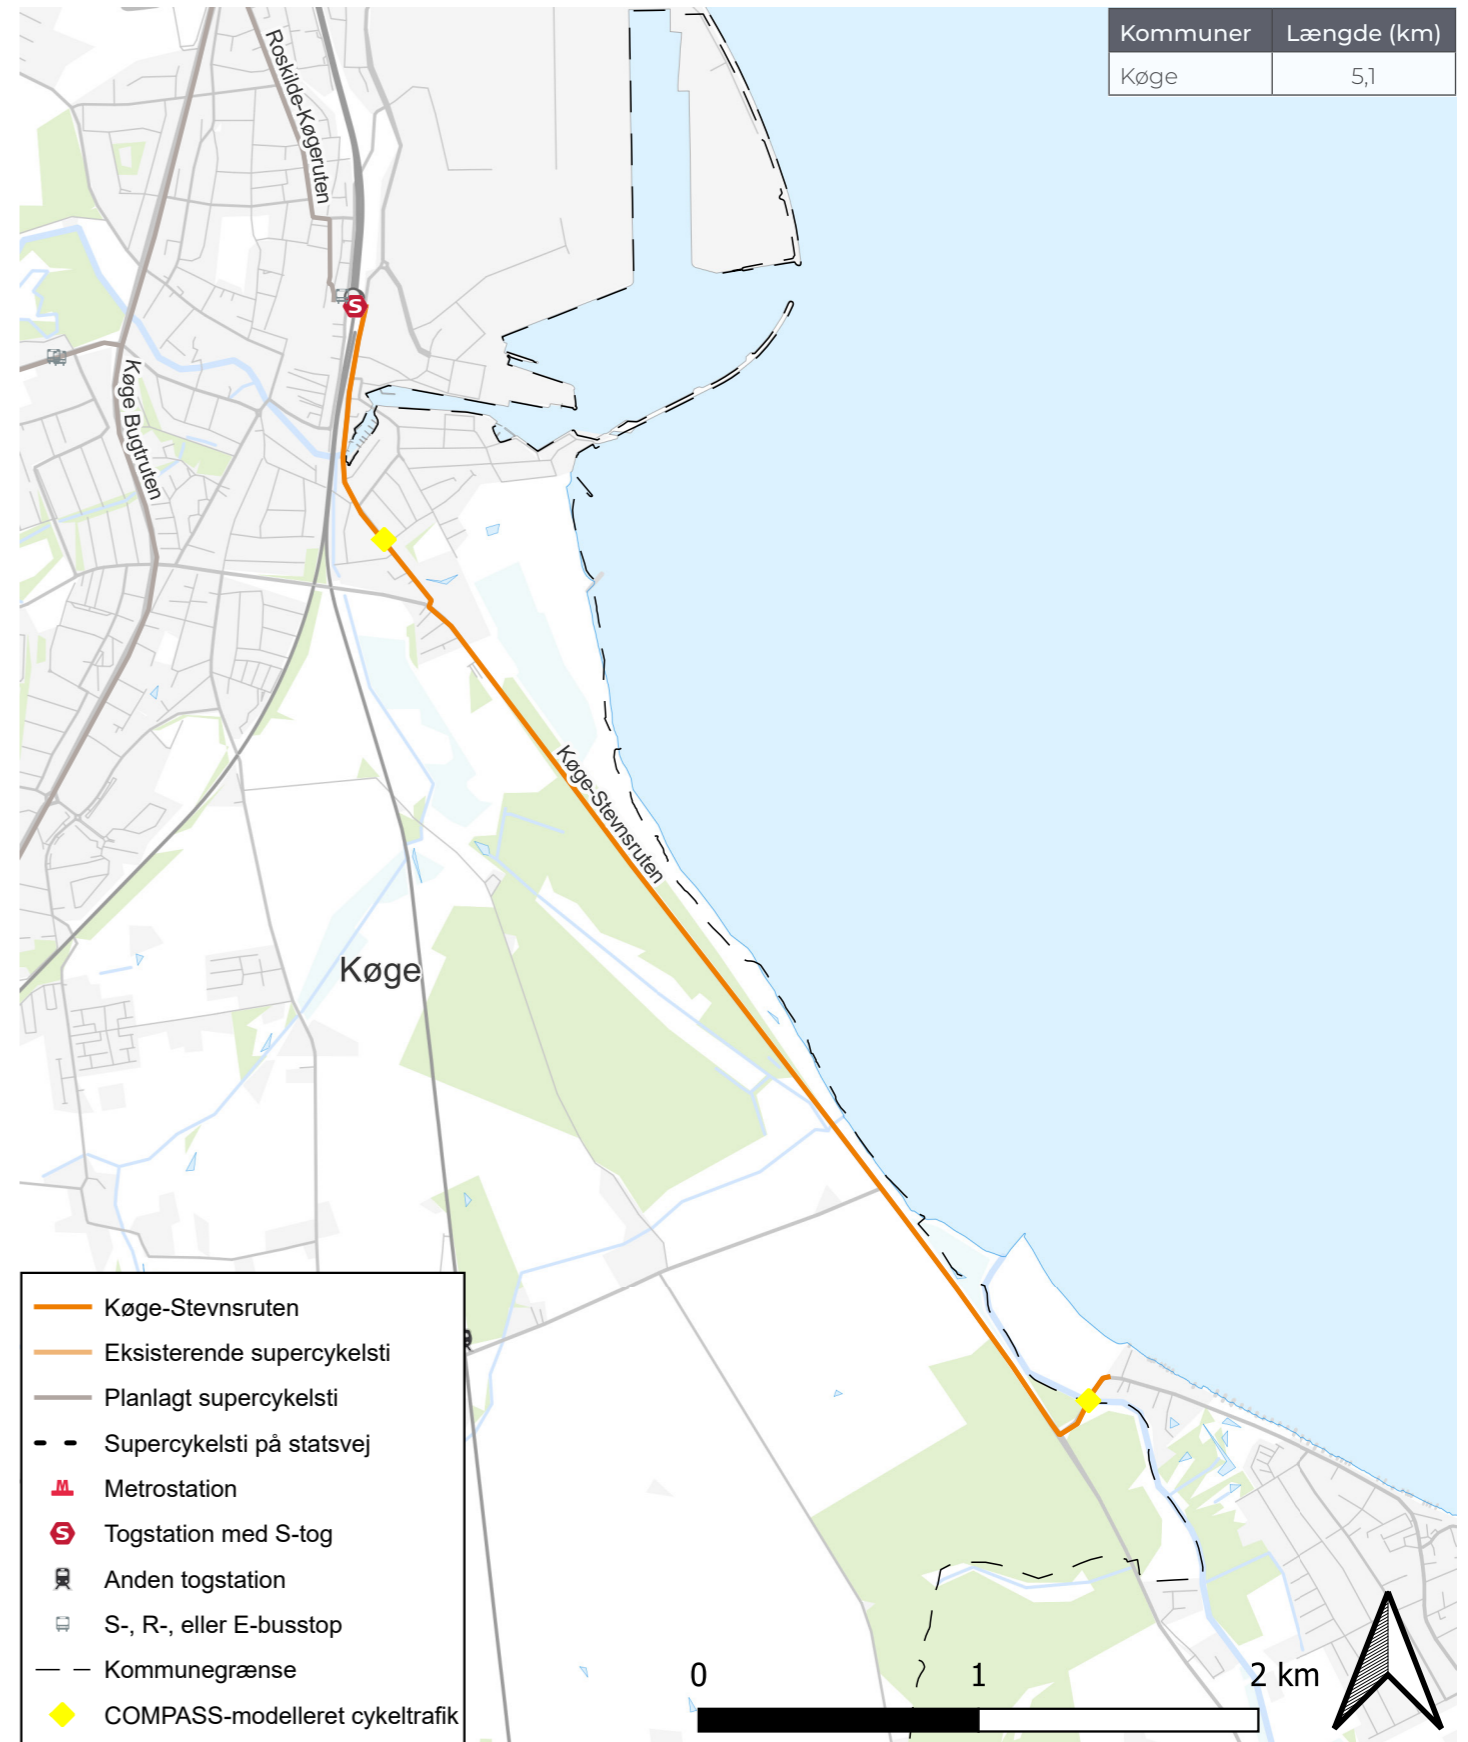 Kommuner Længde (km)
Køge 5,1
Roskilde-Køgeruten
S
Køge Bugtruten
Køge-Stevnsruten
Køge
Køge-Stevnsruten
Eksisterende supercykelsti
Planlagt supercykelsti
Supercykelsti på statsvej
M Metrostation
S Togstation med S-tog
Anden togstation
S-, R-, eller E-busstop
Kommunegrænse
COMPASS-modelleret cykeltrafik
0 1 2 km